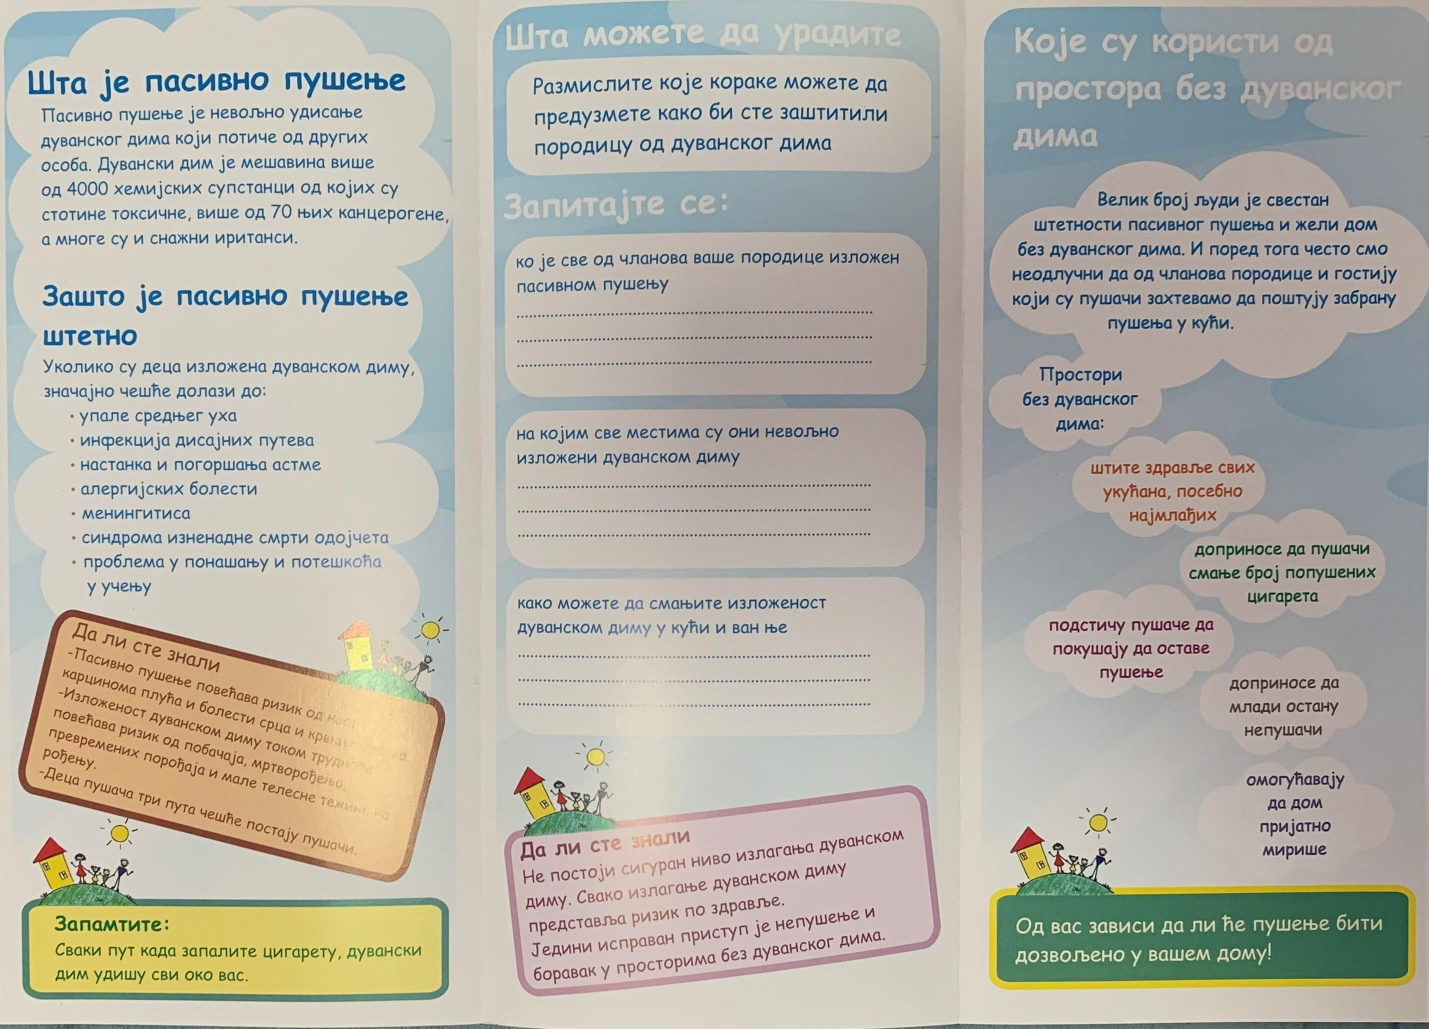 Шта је пасивно пушење
Пасивно пушење је невољно удисање
дуванског дима који потиче од других
особа. Дувански дим је мешавина више
од 4000 хемијских супстанци од којих су
стотине токсичне, више од 70 њих канцерогене,
а многе су и снажни иританси.
Зашто је пасивно пушење
штетно
Уколико су деца изложена дуванском диму,
значајно чешће долази до:
• упале средњег уха
• инфекција дисајних путева
• настанка и погоршања астме
• алергијских болести
• менингитиса
• синдрома изненадне смрти одојчета
• проблема у понашању и потешкоћа
у учењу
Да ли сте знали
-Пасивно пушење повећава ризик од
карцинома плућа и болести срца и
-Изложеност дуванском диму током
повећава ризик од побачаја, мртворођења,
превремених порођаја и мале телесне тежине на
рођењу.
-Деца пушача три пута чешће постају пушачи.
Запамтите:
Сваки пут када запалите цигарету, дувански
дим удишу сви око вас.
Шта можете да урадите
Размислите које кораке можете да
предузмете како би сте заштитили
породицу од дуванског дима
Запитајте се:
ко је све од чланова ваше породице изложен
пасивном пушењу
на којим све местима су они невољно
изложени дуванском диму
како можете да смањите изложеност
дуванском диму у кући и ван ње
Да ли сте знали
Не постоји сигуран ниво излагања дуванском
диму. Свако излагање дуванском диму
представља ризик по здравље.
Једини исправан приступ је непушење и
боравак у просторима без дуванског дима.
Које су користи од
простора без дуванског
дима
Велик број људи је свестан
штетности пасивног пушења и жели дом
без дуванског дима. И поред тога често смо
неодлучни да од чланова породице и гостију
који су пушачи захтевамо да поштују забрану
пушења у кући.
Простори
без дуванског
дима:
штите здравље свих
укућана, посебно
најмлађих
доприносе да пушачи
смање број попушених
цигарета
подстичу пушаче да
покушају да оставе
пушење
доприносе да
млади остану
непушачи
омогућавају
да дом
пријатно
мирише
Од вас зависи да ли ће пушење бити
дозвољено у вашем дому!